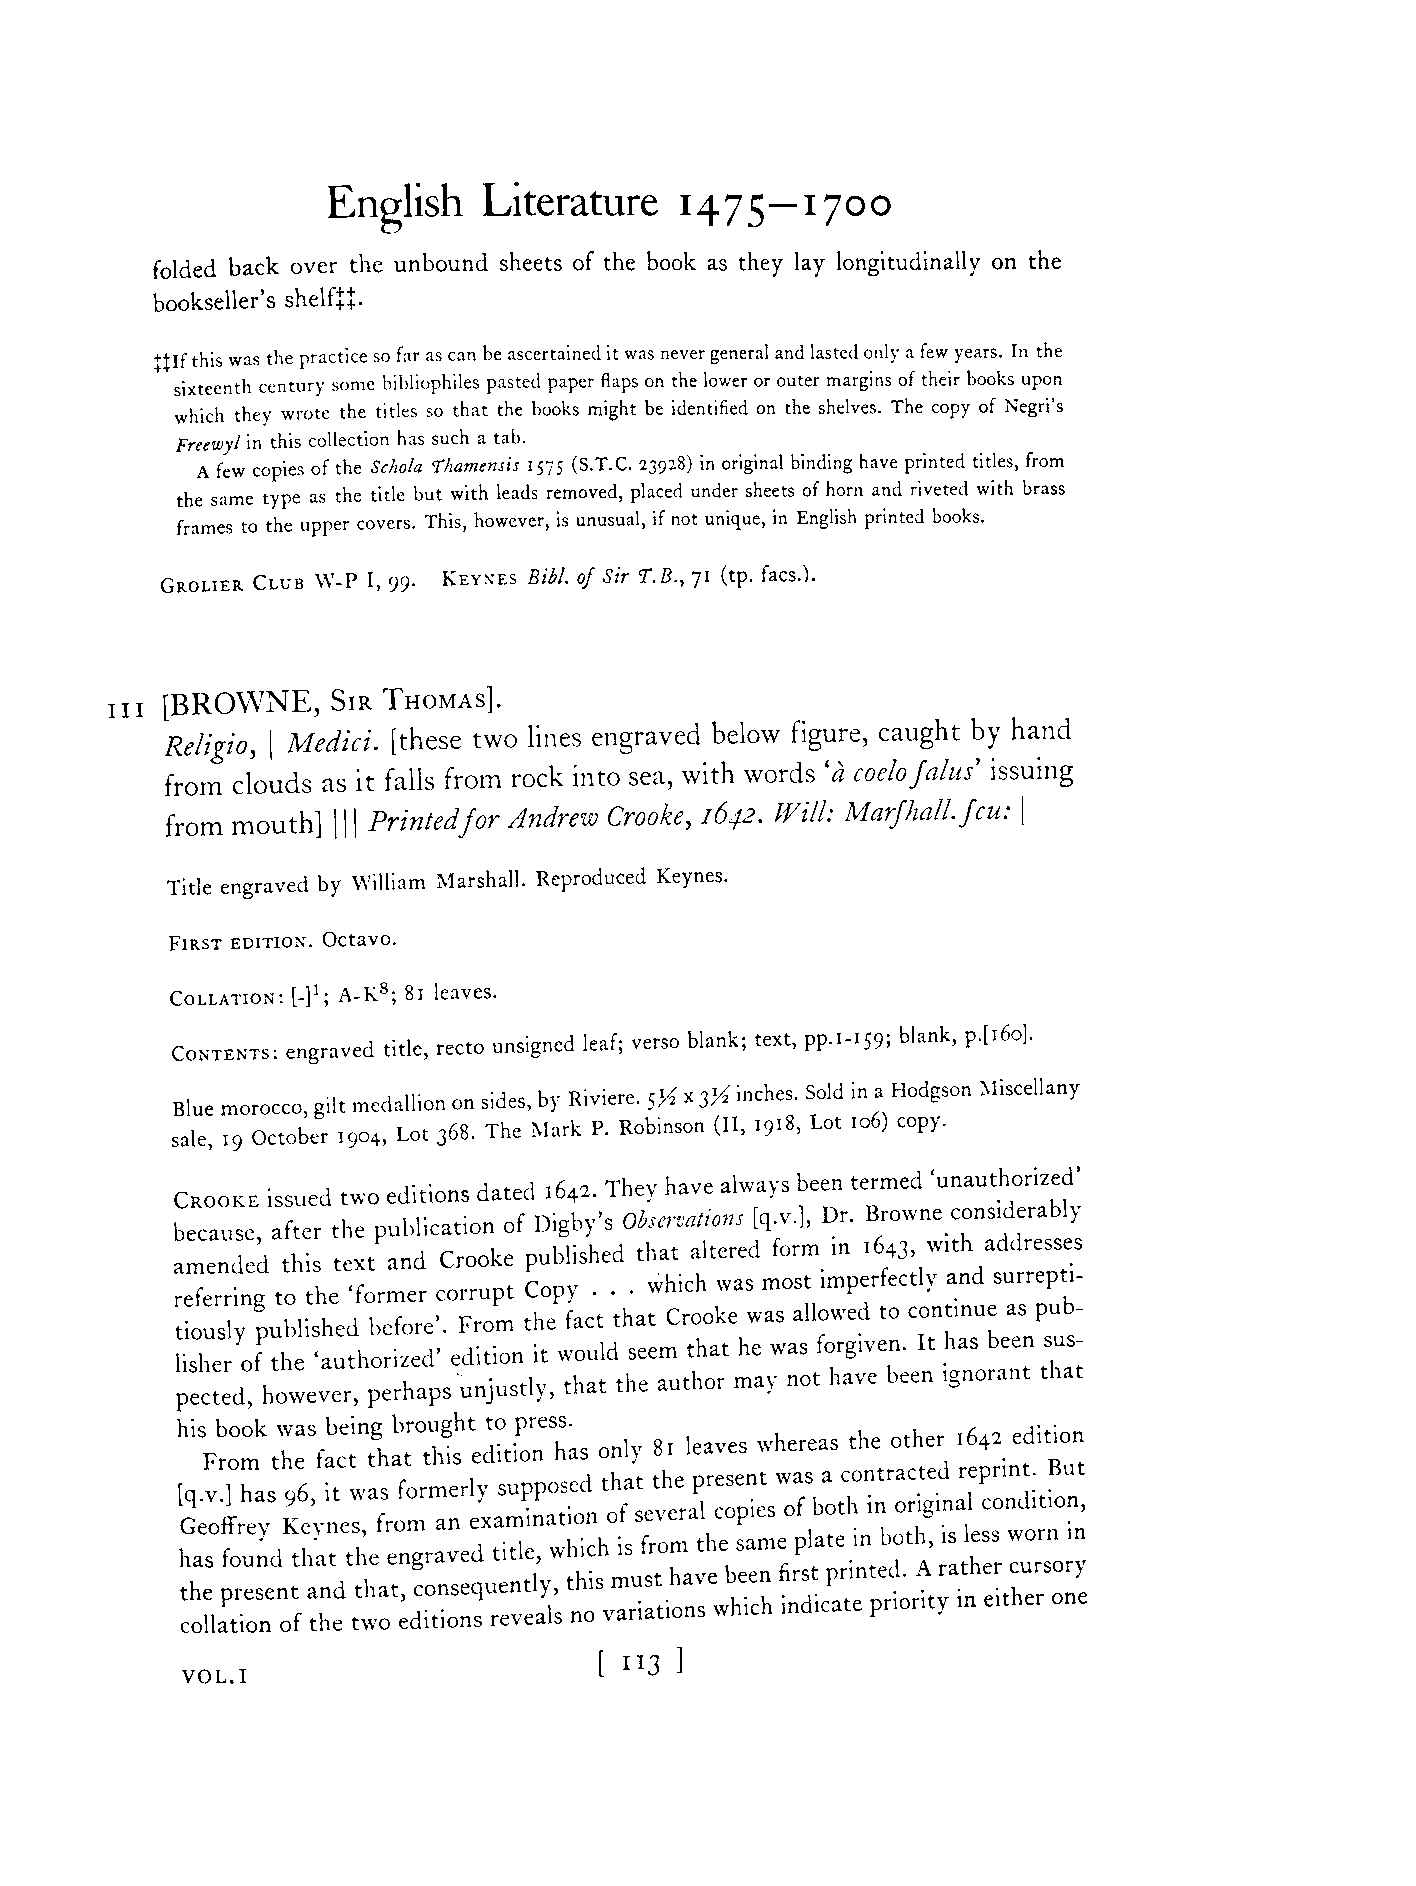 English Literature 1475—1700
folded back over the unbound sheets of the book as they lay longitudinally on the
bookseller's shelf‡‡.
‡‡If this was the practice so far as can be ascertained it was never general and lasted only a few years. In the
sixteenth century some bibliophiles pasted paper flaps on the lower or outer margins of their books upon
which they wrote the titles so that the books might be identified on the shelves. The copy of Negri's
Freewyl in this collection has such a tab.
A few copies of the Schola Thamensis 1575 (S.T.C. 23928) in original binding have printed titles, from
the same type as the title but with leads removed, placed under sheets of horn and riveted with brass
frames to the upper covers. This, however, is unusual, if not unique, in English printed books.
GROLIER CLUB W-P I, 99. KEYNES Bibl. of Sir T.B., 71 (tp. facs.).
111 [BROWNE, SIR THOMAS].
Religio, | Medici. [these two lines engraved below figure, caught by hand
from clouds as it falls from rock into sea, with words 'à coelo ſalus' issuing
from mouth] ||| Printed for Andrew Crooke, 1642. Will: Marſhall. ſcu: |
Title engraved by William Marshall. Reproduced Keynes.
FIRST EDITION. Octavo.
COLLATION: [-]¹; A-K⁸; 81 leaves.
CONTENTS: engraved title, recto unsigned leaf; verso blank; text, pp.1-159; blank, p.[160].
Blue morocco, gilt medallion on sides, by Riviere. 5½ x 3½ inches. Sold in a Hodgson Miscellany
sale, 19 October 1904, Lot 368. The Mark P. Robinson (II, 1918, Lot 106) copy.
CROOKE issued two editions dated 1642. They have always been termed 'unauthorized'
because, after the publication of Digby's Observations [q.v.], Dr. Browne considerably
amended this text and Crooke published that altered form in 1643, with addresses
referring to the 'former corrupt Copy . . . which was most imperfectly and surrepti-
tiously published before'. From the fact that Crooke was allowed to continue as pub-
lisher of the 'authorized' edition it would seem that he was forgiven. It has been sus-
pected, however, perhaps unjustly, that the author may not have been ignorant that
his book was being brought to press.
From the fact that this edition has only 81 leaves whereas the other 1642 edition
[q.v.] has 96, it was formerly supposed that the present was a contracted reprint. But
Geoffrey Keynes, from an examination of several copies of both in original condition,
has found that the engraved title, which is from the same plate in both, is less worn in
the present and that, consequently, this must have been first printed. A rather cursory
collation of the two editions reveals no variations which indicate priority in either one
VOL.I [ 113 ]